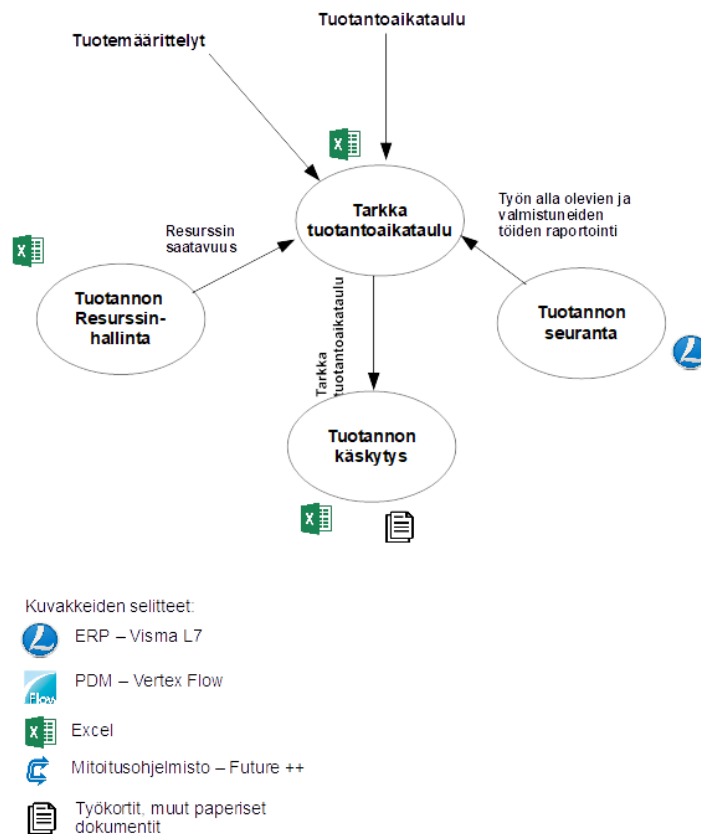 Tuotantoaikataulu
Tuotemäärittelyt
Tarkka
tuotantoaikataulu
Työn alla olevien ja
valmistuneiden
töiden raportointi
Resurssin
saatavuus
Tuotannon
Resurssin-
hallinta
Tuotannon
seuranta
Tarkka
tuotantoaikataulu
Tuotannon
käskytys
Kuvakkeiden selitteet:
ERP – Visma L7
Flow
PDM – Vertex Flow
Excel
Mitoitusohjelmisto – Future ++
Työkortit, muut paperiset
dokumentit